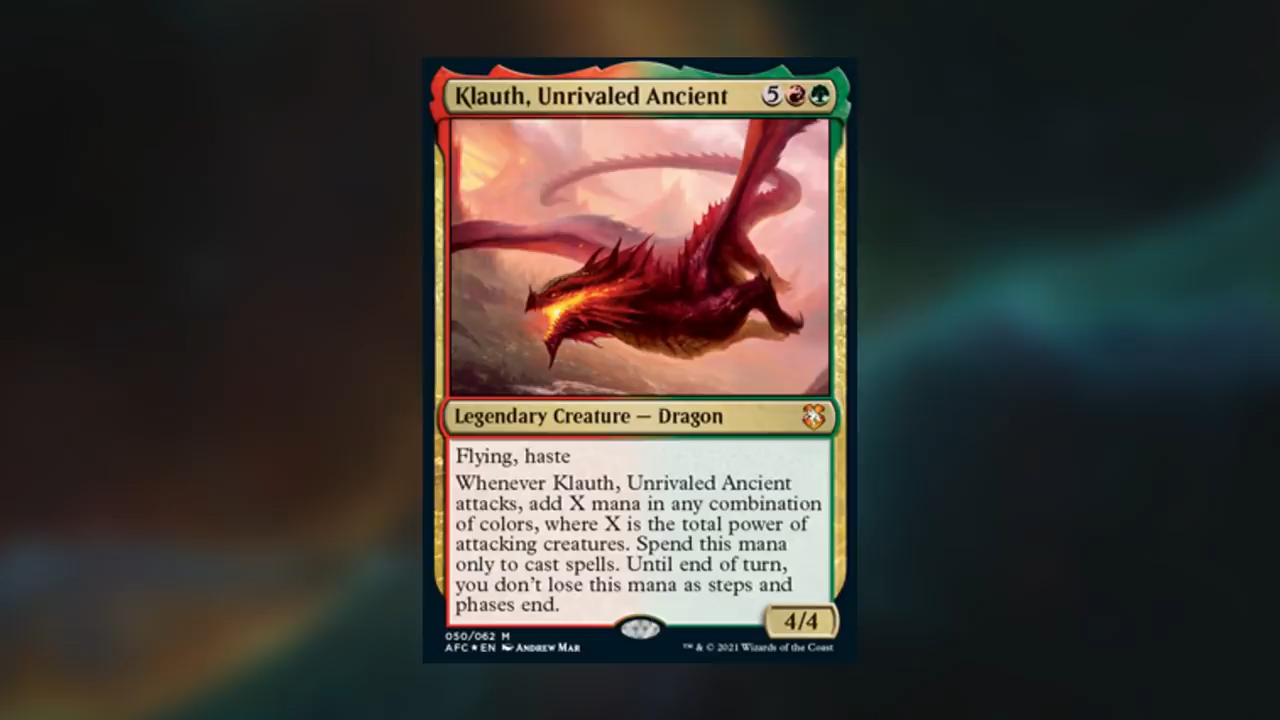 Klauth, Unrivaled Ancient 5
Legendary Creature — Dragon
Flying, haste
Whenever Klauth, Unrivaled Ancient
attacks, add X mana in any combination
of colors, where X is the total power of
attacking creatures. Spend this mana
only to cast spells. Until end of turn,
you don't lose this mana as steps and
phases end.
4/4
050/062 M
AFC★EN Andrew Mar
™ & © 2021 Wizards of the Coast